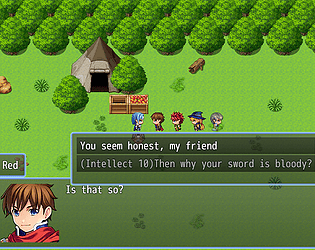 You seem honest, my friend
(Intellect 10)Then why your sword is bloody?
Red
Is that so?